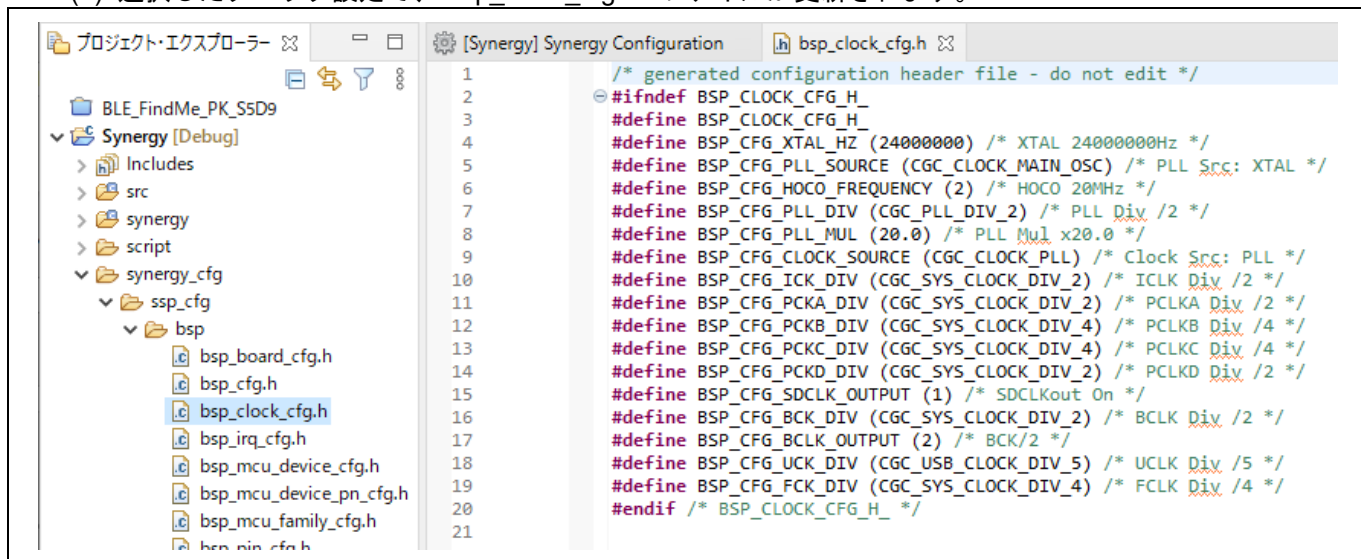 プロジェクト・エクスプローラー
BLE_FindMe_PK_S5D9
Synergy [Debug]
Includes
src
synergy
script
synergy_cfg
ssp_cfg
bsp
bsp_board_cfg.h
bsp_cfg.h
bsp_clock_cfg.h
bsp_irq_cfg.h
bsp_mcu_device_cfg.h
bsp_mcu_device_pn_cfg.h
bsp_mcu_family_cfg.h
bsp_pin_cfg.h
[Synergy] Synergy Configuration
bsp_clock_cfg.h
1 /* generated configuration header file - do not edit */
2 #ifndef BSP_CLOCK_CFG_H_
3 #define BSP_CLOCK_CFG_H_
4 #define BSP_CFG_XTAL_HZ (24000000) /* XTAL 24000000Hz */
5 #define BSP_CFG_PLL_SOURCE (CGC_CLOCK_MAIN_OSC) /* PLL Src: XTAL */
6 #define BSP_CFG_HOCO_FREQUENCY (2) /* HOCO 20MHz */
7 #define BSP_CFG_PLL_DIV (CGC_PLL_DIV_2) /* PLL Div /2 */
8 #define BSP_CFG_PLL_MUL (20.0) /* PLL Mul x20.0 */
9 #define BSP_CFG_CLOCK_SOURCE (CGC_CLOCK_PLL) /* Clock Src: PLL */
10 #define BSP_CFG_ICK_DIV (CGC_SYS_CLOCK_DIV_2) /* ICLK Div /2 */
11 #define BSP_CFG_PCKA_DIV (CGC_SYS_CLOCK_DIV_2) /* PCLKA Div /2 */
12 #define BSP_CFG_PCKB_DIV (CGC_SYS_CLOCK_DIV_4) /* PCLKB Div /4 */
13 #define BSP_CFG_PCKC_DIV (CGC_SYS_CLOCK_DIV_4) /* PCLKC Div /4 */
14 #define BSP_CFG_PCKD_DIV (CGC_SYS_CLOCK_DIV_2) /* PCLKD Div /2 */
15 #define BSP_CFG_SDCLK_OUTPUT (1) /* SDCLKout On */
16 #define BSP_CFG_BCK_DIV (CGC_SYS_CLOCK_DIV_2) /* BCLK Div /2 */
17 #define BSP_CFG_BCLK_OUTPUT (2) /* BCK/2 */
18 #define BSP_CFG_UCK_DIV (CGC_USB_CLOCK_DIV_5) /* UCLK Div /5 */
19 #define BSP_CFG_FCK_DIV (CGC_SYS_CLOCK_DIV_4) /* FCLK Div /4 */
20 #endif /* BSP_CLOCK_CFG_H_ */
21